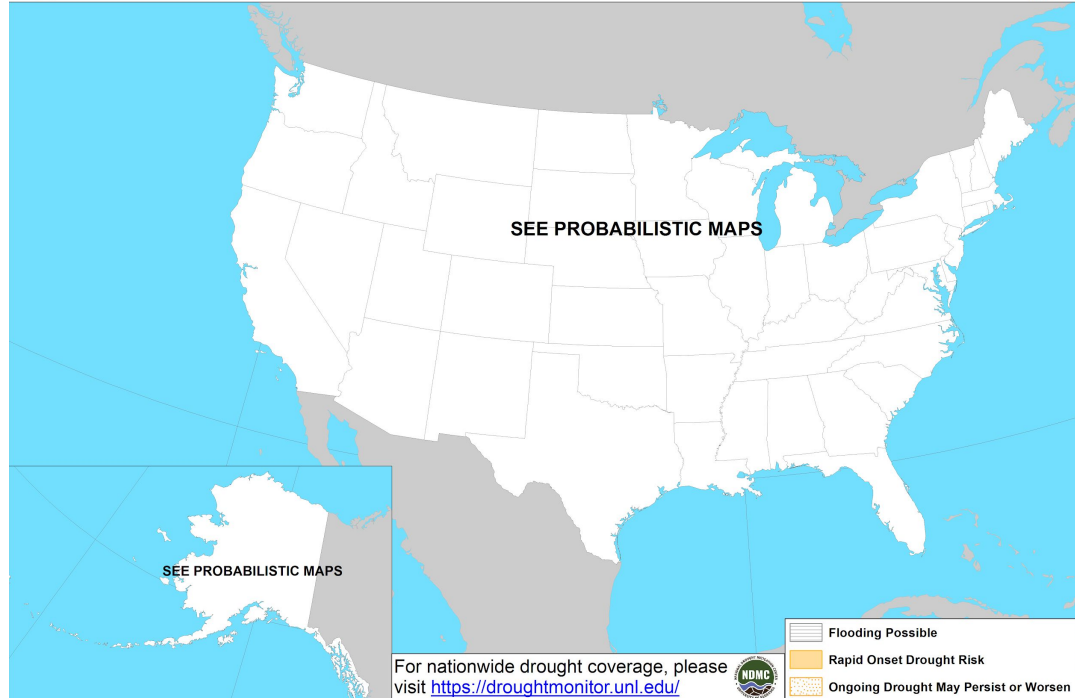 SEE PROBABILISTIC MAPS
SEE PROBABILISTIC MAPS
For nationwide drought coverage, please
visit https://droughtmonitor.unl.edu/
NDMC
Flooding Possible
Rapid Onset Drought Risk
Ongoing Drought May Persist or Worsen